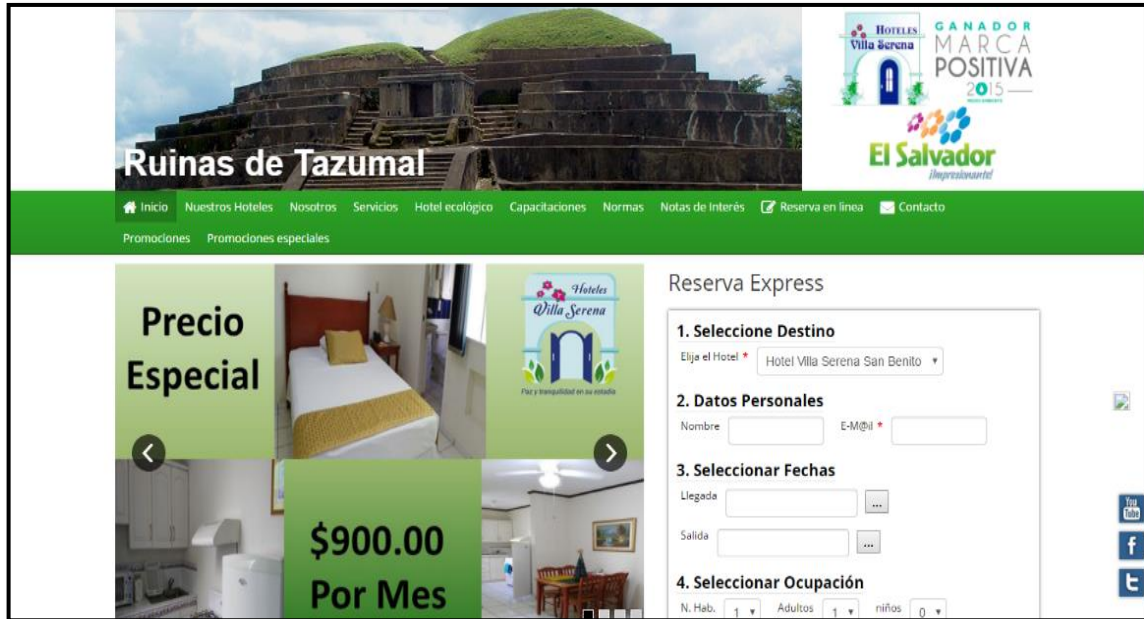 Ruinas de Tazumal
HOTELES
Villa Serena
GANADOR
MARCA
POSITIVA
2015
El Salvador
¡Impresionante!
Inicio Nuestros Hoteles Nosotros Servicios Hotel ecológico Capacitaciones Normas Notas de Interés Reserva en linea Contacto
Promociones Promociones especiales
Precio
Especial
Hoteles
Villa Serena
Paz y tranquilidad en su estadía
$900.00
Por Mes
Reserva Express
1. Seleccione Destino
Elija el Hotel * Hotel Villa Serena San Benito
2. Datos Personales
Nombre E-M@il *
3. Seleccionar Fechas
Llegada ...
Salida ...
4. Seleccionar Ocupación
N. Hab. 1 Adultos 1 niños 0
You
Tube
f
t